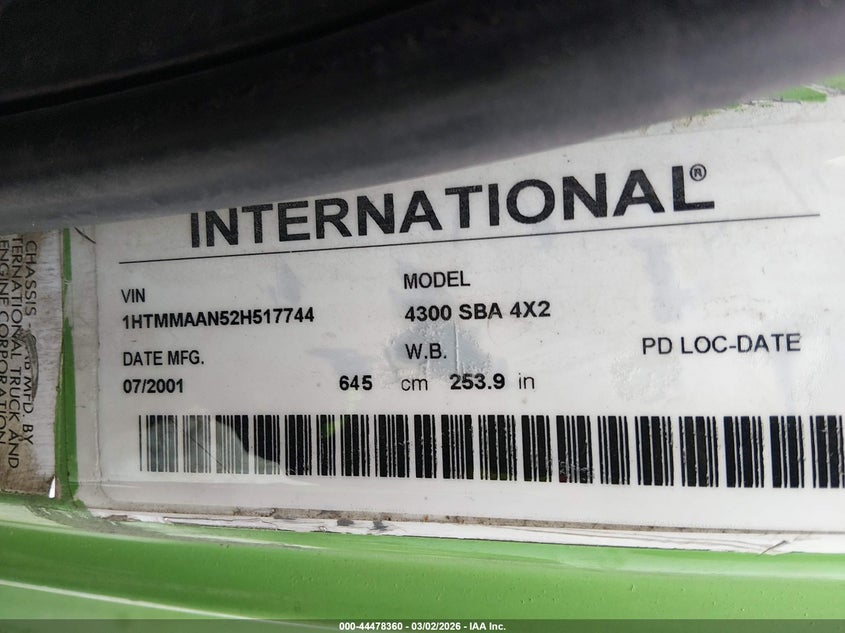 INTERNATIONAL®
MODEL
VIN
4300 SBA 4X2
1HTMMAAN52H517744
W.B.
PD LOC-DATE
DATE MFG.
07/2001
645 cm 253.9 in
CHASSIS MFD. BY
TERNATIONAL TRUCK AND
ENGINE CORPORATION
000-44478360 - 03/02/2026 - IAA Inc.